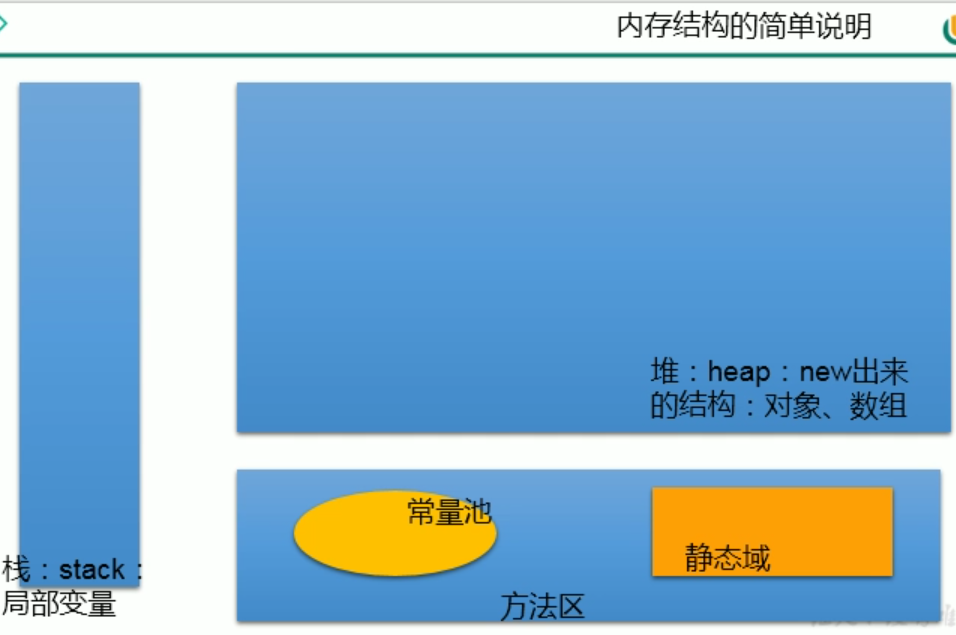 内存结构的简单说明
堆：heap：new出来
的结构：对象、数组
常量池
静态域
栈：stack：
局部变量
方法区